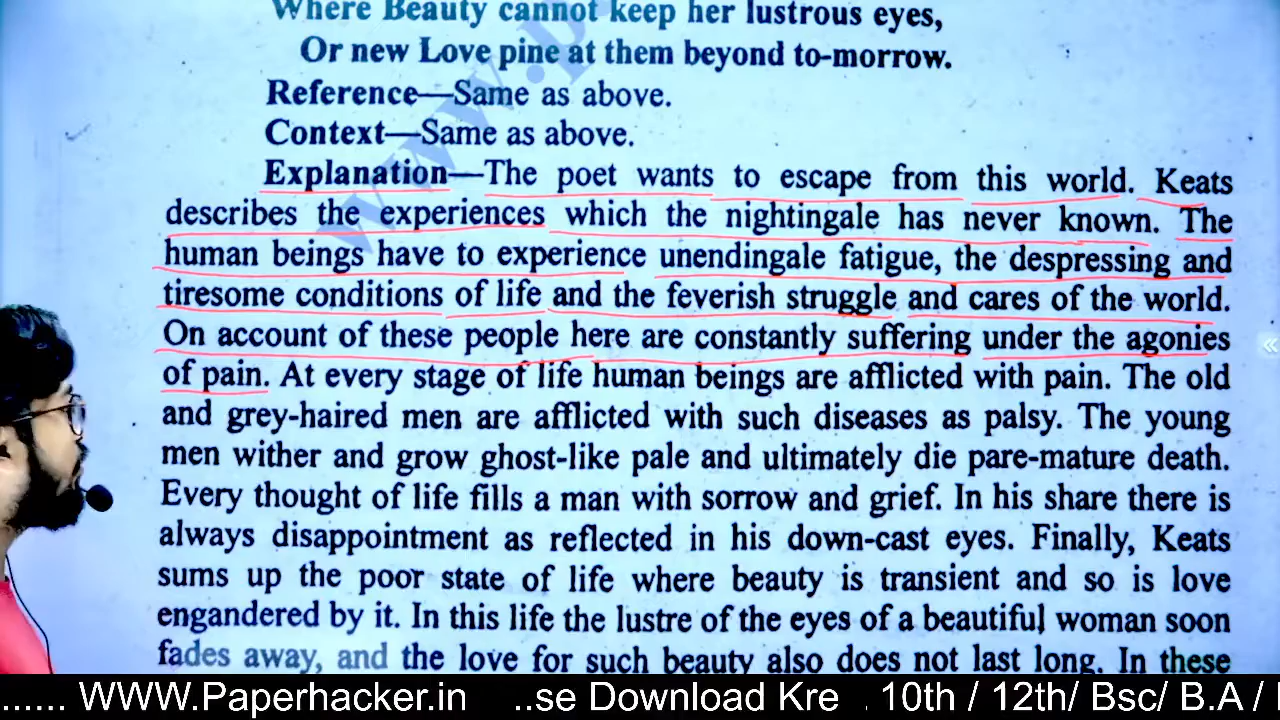 Where Beauty cannot keep her lustrous eyes,
Or new Love pine at them beyond to-morrow.
Reference—Same as above.
Context—Same as above.
Explanation—The poet wants to escape from this world. Keats
describes the experiences which the nightingale has never known. The
human beings have to experience unendingale fatigue, the despressing and
tiresome conditions of life and the feverish struggle and cares of the world.
On account of these people here are constantly suffering under the agonies
of pain. At every stage of life human beings are afflicted with pain. The old
and grey-haired men are afflicted with such diseases as palsy. The young
men wither and grow ghost-like pale and ultimately die pare-mature death.
Every thought of life fills a man with sorrow and grief. In his share there is
always disappointment as reflected in his down-cast eyes. Finally, Keats
sums up the poor state of life where beauty is transient and so is love
engandered by it. In this life the lustre of the eyes of a beautiful woman soon
fades away, and the love for such beauty also does not last long. In these
...... WWW.Paperhacker.in ..se Download Kre . 10th / 12th/ Bsc/ B.A /